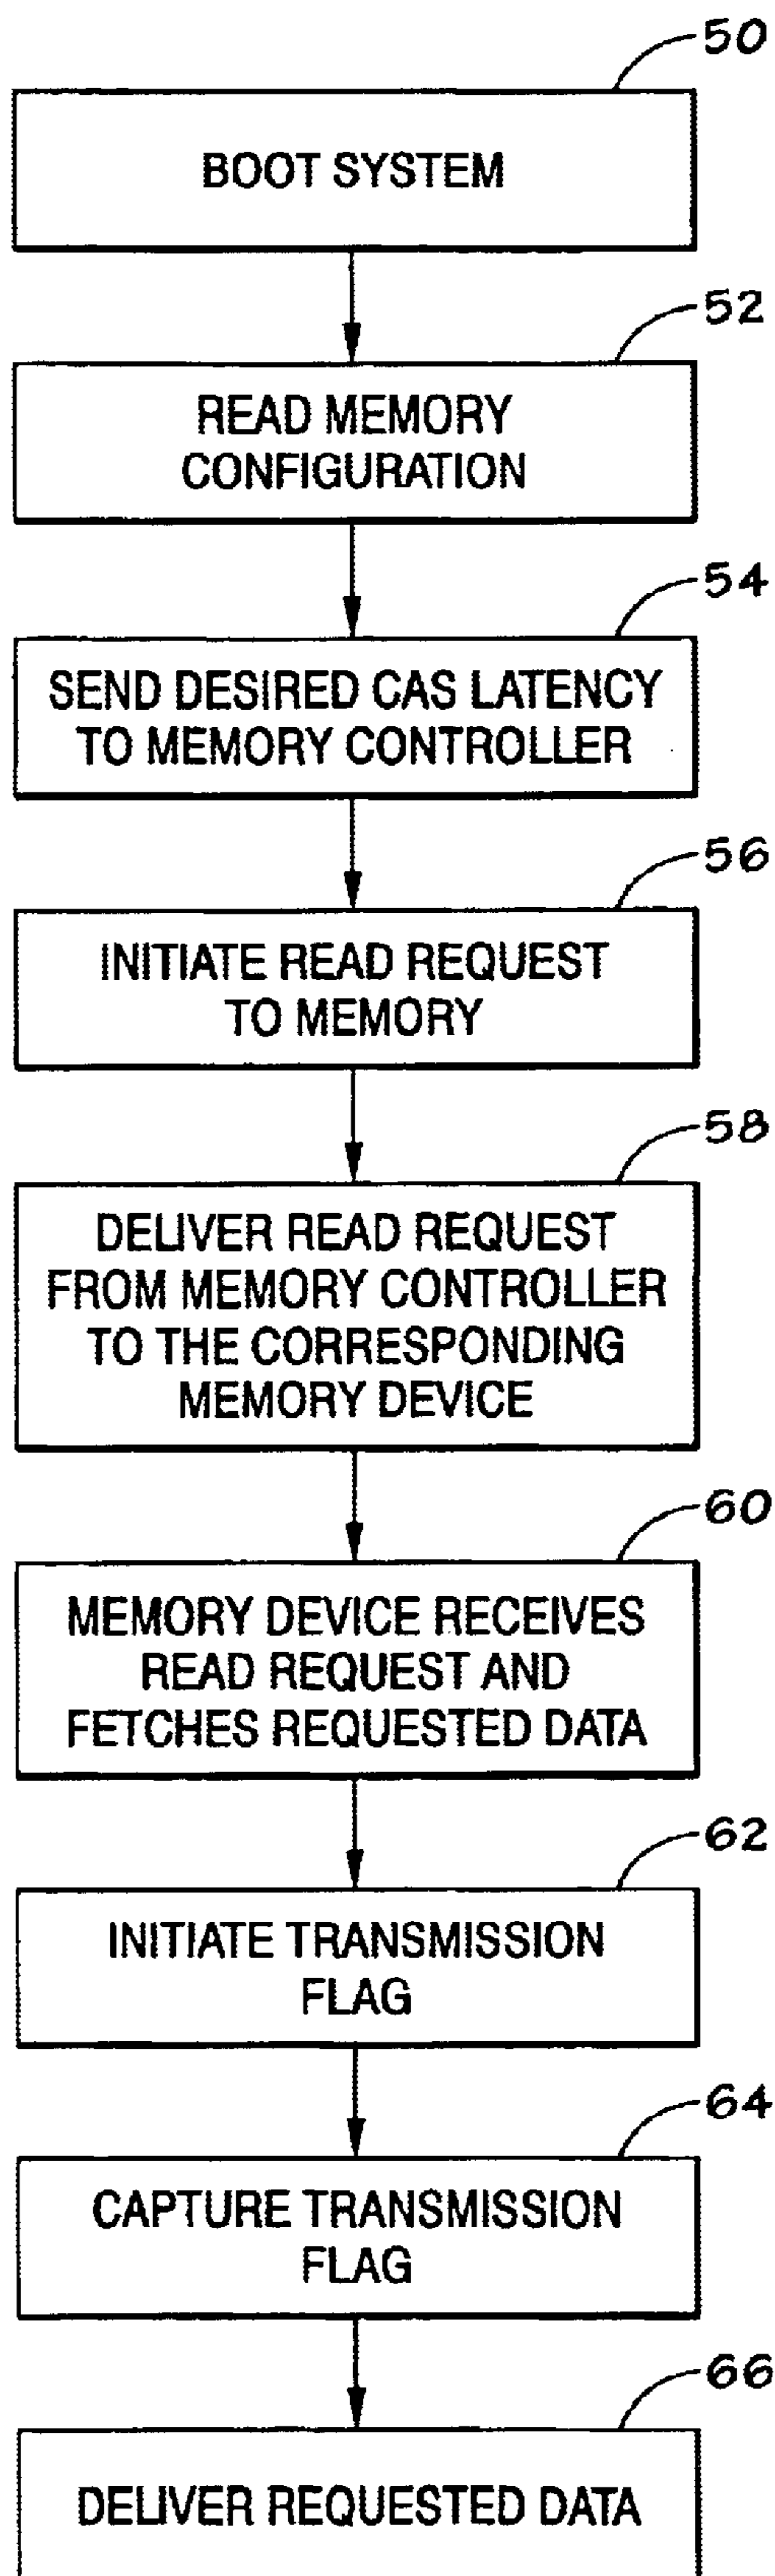 50
BOOT SYSTEM
52
READ MEMORY
CONFIGURATION
54
SEND DESIRED CAS LATENCY
TO MEMORY CONTROLLER
56
INITIATE READ REQUEST
TO MEMORY
58
DELIVER READ REQUEST
FROM MEMORY CONTROLLER
TO THE CORRESPONDING
MEMORY DEVICE
60
MEMORY DEVICE RECEIVES
READ REQUEST AND
FETCHES REQUESTED DATA
62
INITIATE TRANSMISSION
FLAG
64
CAPTURE TRANSMISSION
FLAG
66
DELIVER REQUESTED DATA